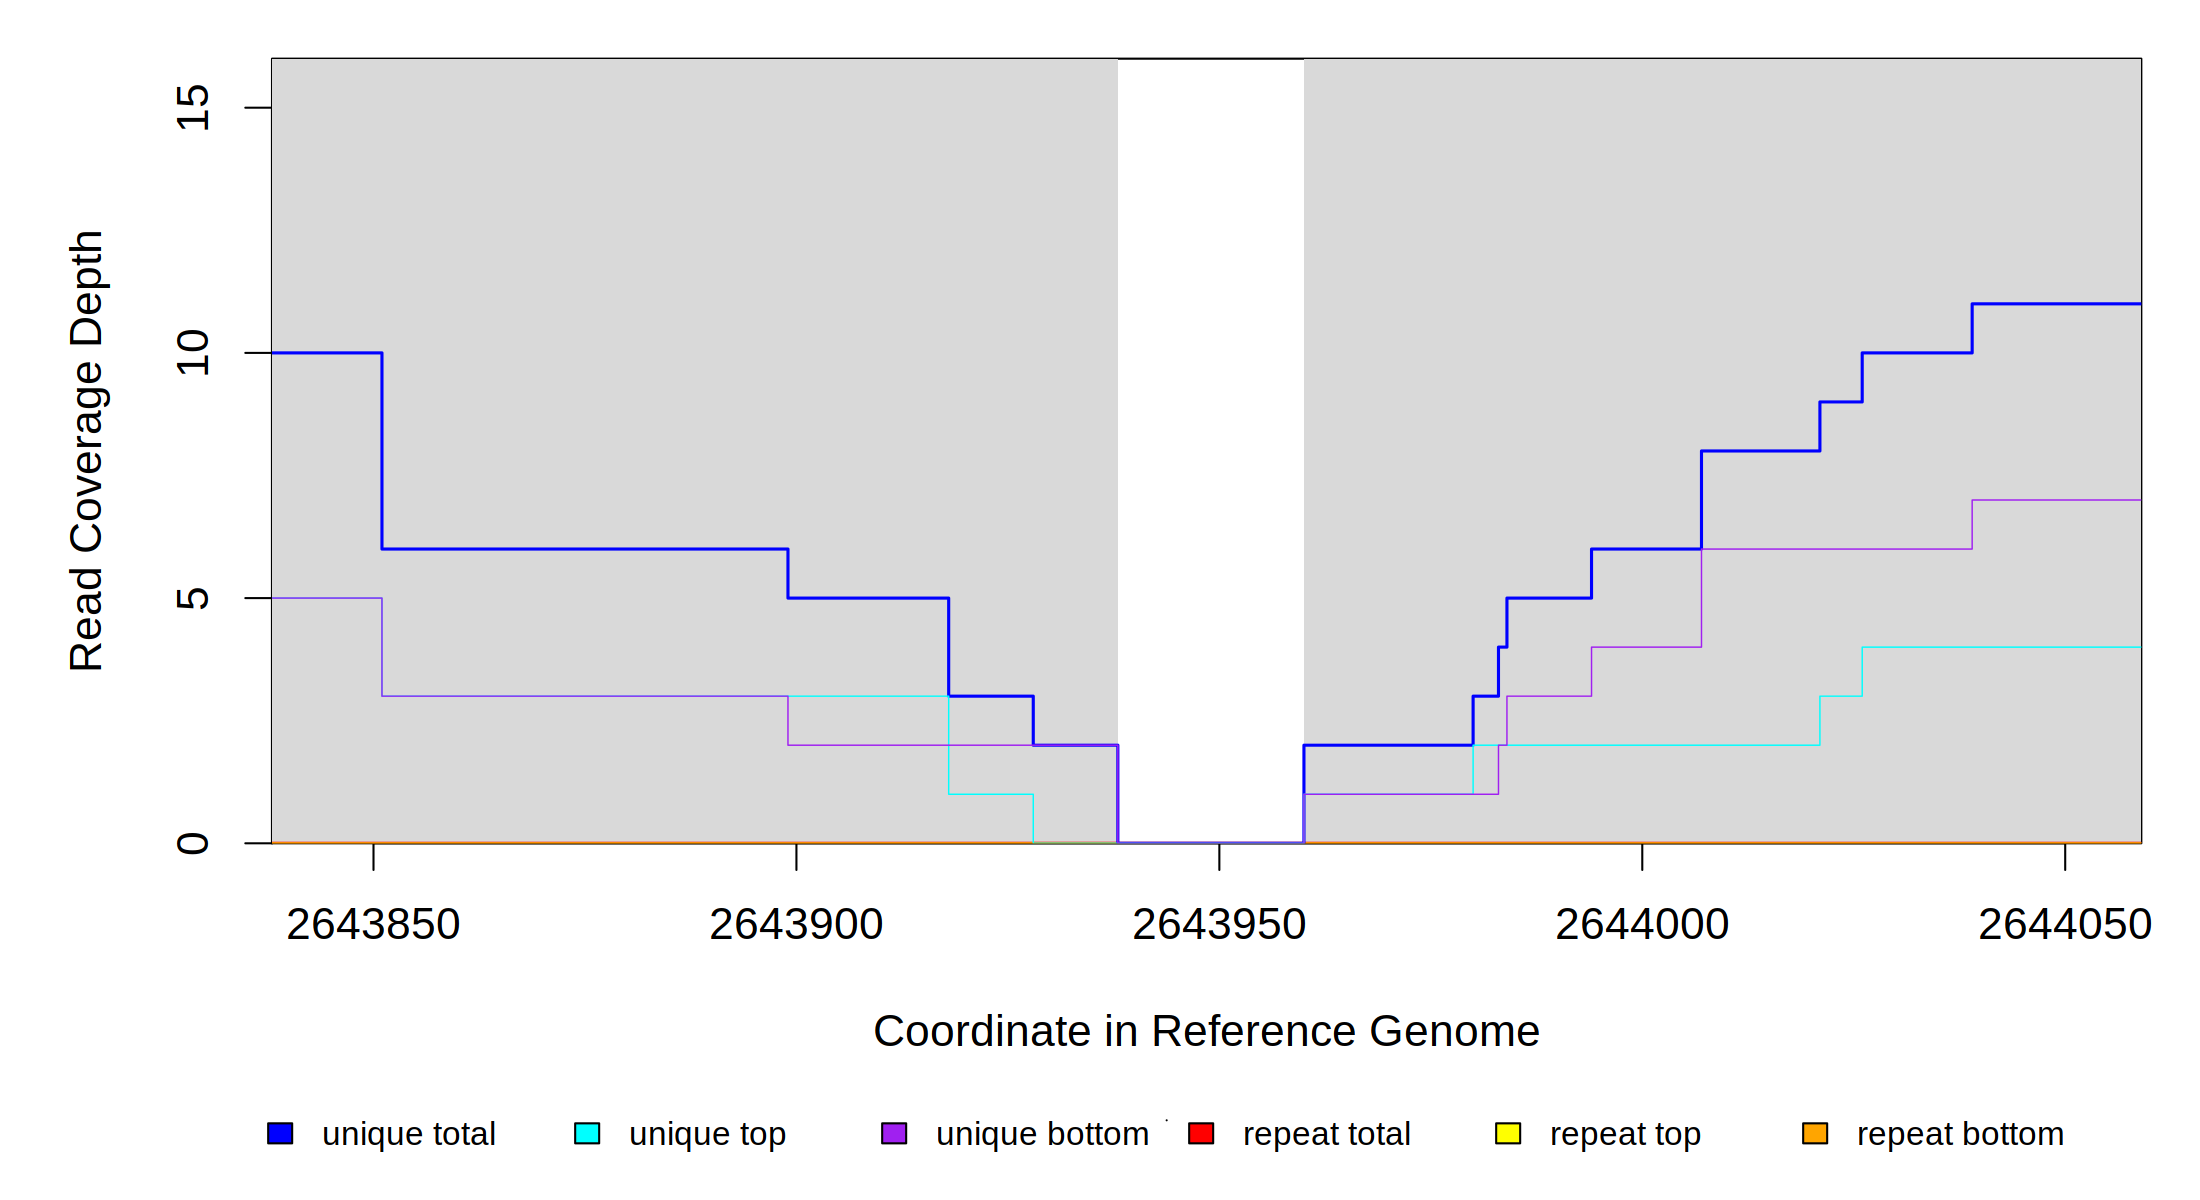 Read Coverage Depth
15
10
5
0
2643850 2643900 2643950 2644000 2644050
Coordinate in Reference Genome
unique total unique top unique bottom repeat total repeat top repeat bottom